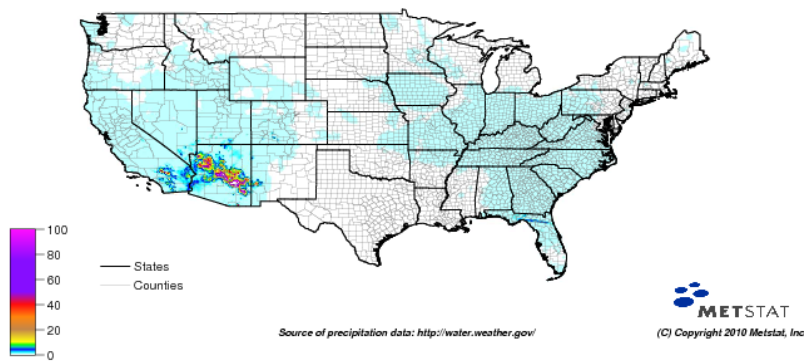 100
80
60
40
20
0
States
Counties
METSTAT
Source of precipitation data: http://water.weather.gov/
(C) Copyright 2010 Metstat, Inc